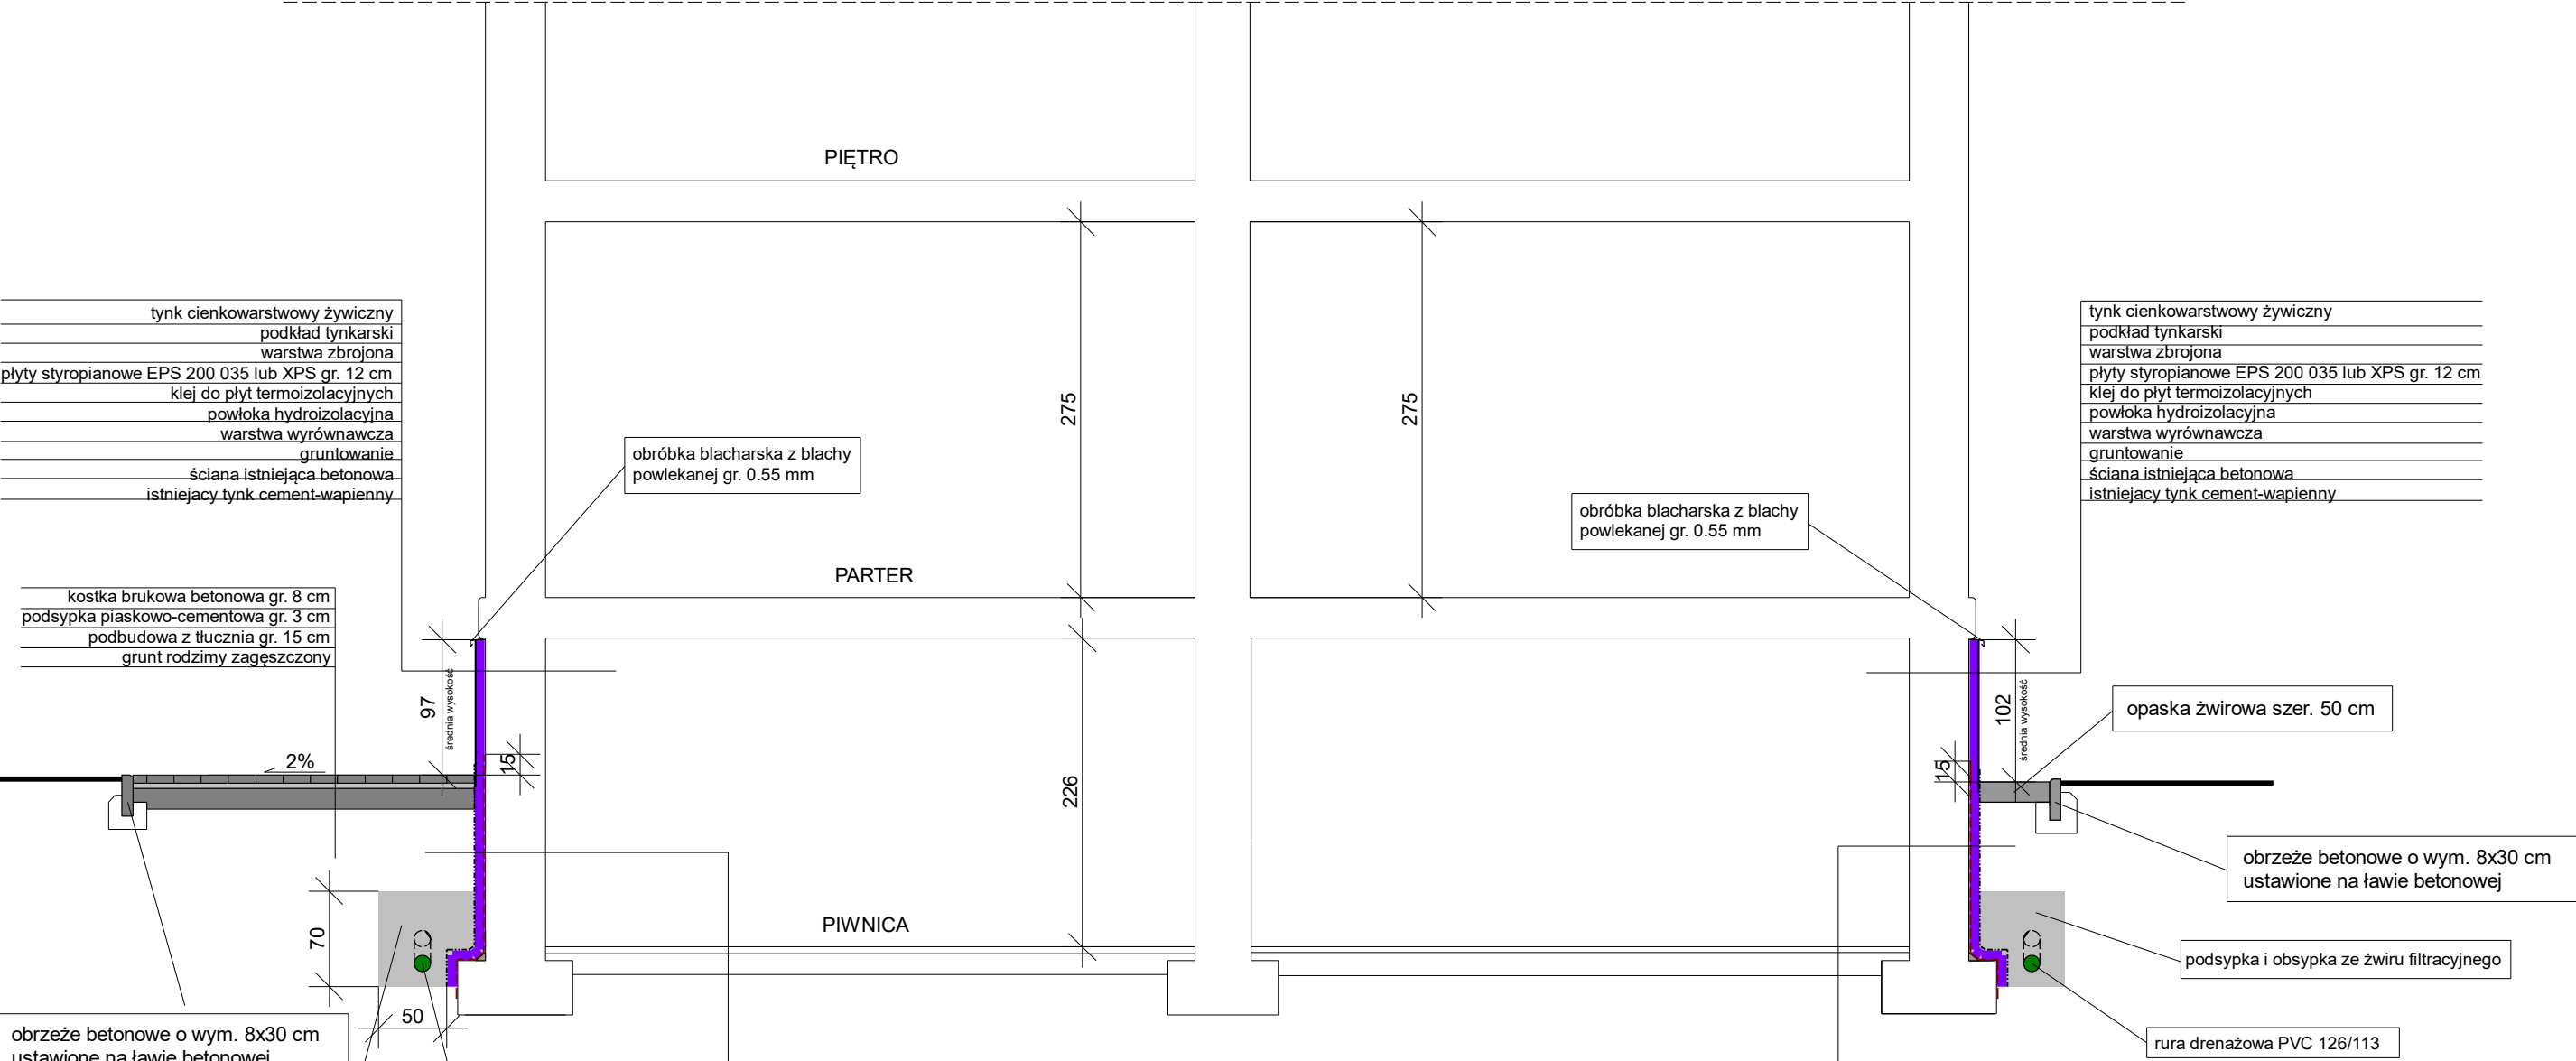 PIĘTRO
tynk cienkowarstwowy żywiczny
podkład tynkarski
warstwa zbrojona
płyty styropianowe EPS 200 035 lub XPS gr. 12 cm
klej do płyt termoizolacyjnych
powłoka hydroizolacyjna
warstwa wyrównawcza
gruntowanie
ściana istniejąca betonowa
istniejacy tynk cement-wapienny
275
275
tynk cienkowarstwowy żywiczny
podkład tynkarski
warstwa zbrojona
płyty styropianowe EPS 200 035 lub XPS gr. 12 cm
klej do płyt termoizolacyjnych
powłoka hydroizolacyjna
warstwa wyrównawcza
gruntowanie
ściana istniejąca betonowa
istniejacy tynk cement-wapienny
obróbka blacharska z blachy
powlekanej gr. 0.55 mm
obróbka blacharska z blachy
powlekanej gr. 0.55 mm
PARTER
kostka brukowa betonowa gr. 8 cm
podsypka piaskowo-cementowa gr. 3 cm
podbudowa z tłucznia gr. 15 cm
grunt rodzimy zagęszczony
97
średnia wysokość
102
średnia wysokość
opaska żwirowa szer. 50 cm
2%
15
226
15
obrzeże betonowe o wym. 8x30 cm
ustawione na ławie betonowej
PIWNICA
70
podsypka i obsypka ze żwiru filtracyjnego
50
obrzeże betonowe o wym. 8x30 cm
ustawione na ławie betonowej
rura drenażowa PVC 126/113